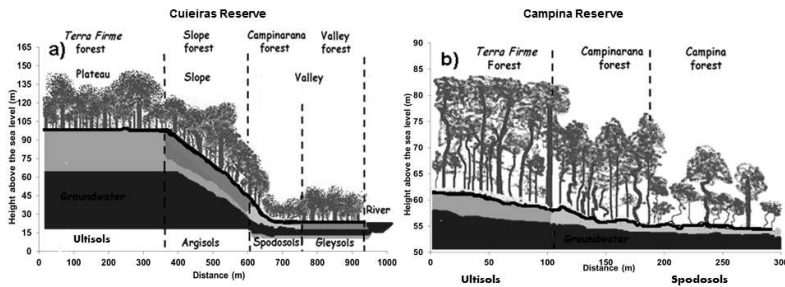 Cuieiras Reserve
Terra Firme forest
Slope forest
Campinarana forest
Valley forest
a)
Plateau
Slope
Valley
Height above the sea level (m)
165
150
135
120
105
90
75
60
45
30
15
0
Groundwater
River
Ultisols
Argisols
Spodosols
Gleysols
0 100 200 300 400 500 600 700 800 900 1000
Distance (m)
Campina Reserve
b)
Terra Firme Forest
Campinarana forest
Campina forest
Height above the sea level (m)
90
85
80
75
70
65
60
55
50
Groundwater
0 50 100 150 200 250 300
Distance (m)
Ultisols
Spodosols